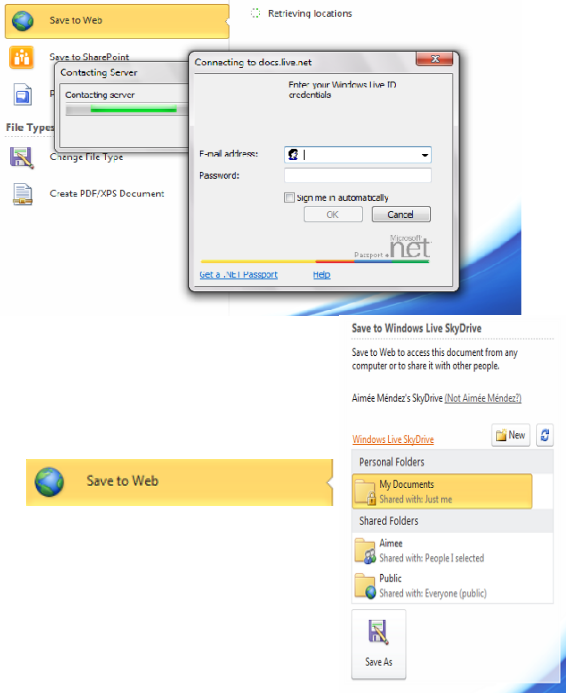 Save to Web
Retrieving locations
Save to SharePoint
Contacting Server
Contacting server
File Types
Change File Type
Create PDF/XPS Document
Connecting to docs.live.net
Enter your Windows Live ID
credentials
E-mail address:
Password:
Sign me in automatically
OK
Cancel
Microsoft
Passport
.net
Get a .NET Passport
Help
Save to Windows Live SkyDrive
Save to Web to access this document from any
computer or to share it with other people.
Aimée Méndez's SkyDrive (Not Aimée Méndez?)
Windows Live SkyDrive
New
Personal Folders
My Documents
Shared with: Just me
Shared Folders
Aimee
Shared with: People I selected
Public
Shared with: Everyone (public)
Save As
Save to Web